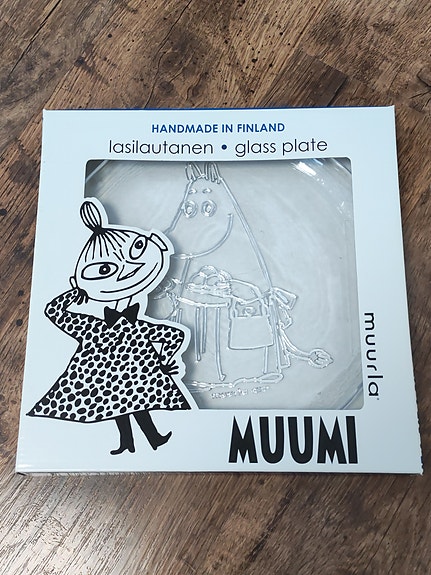 HANDMADE IN FINLAND
lasilautanen • glass plate
muurla
MUUMI